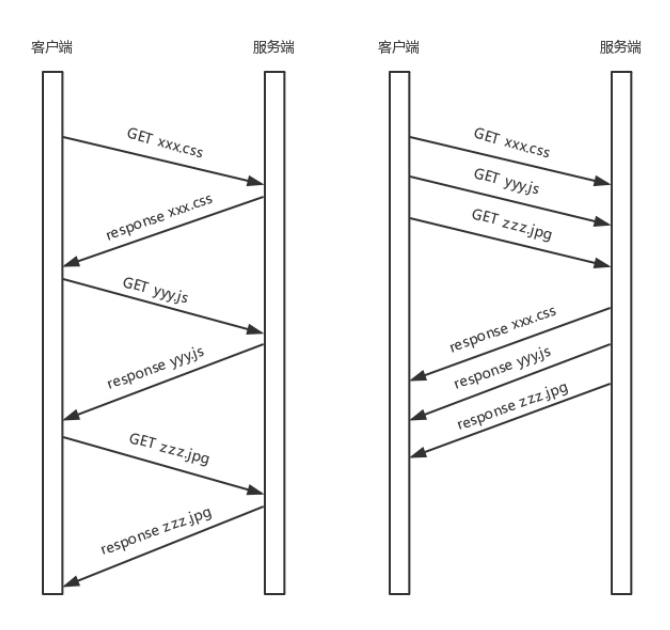 客户端
服务端
GET xxx.css
response xxx.css
GET yyy.js
response yyy.js
GET zzz.jpg
response zzz.jpg
客户端
服务端
GET xxx.css
GET yyy.js
GET zzz.jpg
response xxx.css
response yyy.js
response zzz.jpg